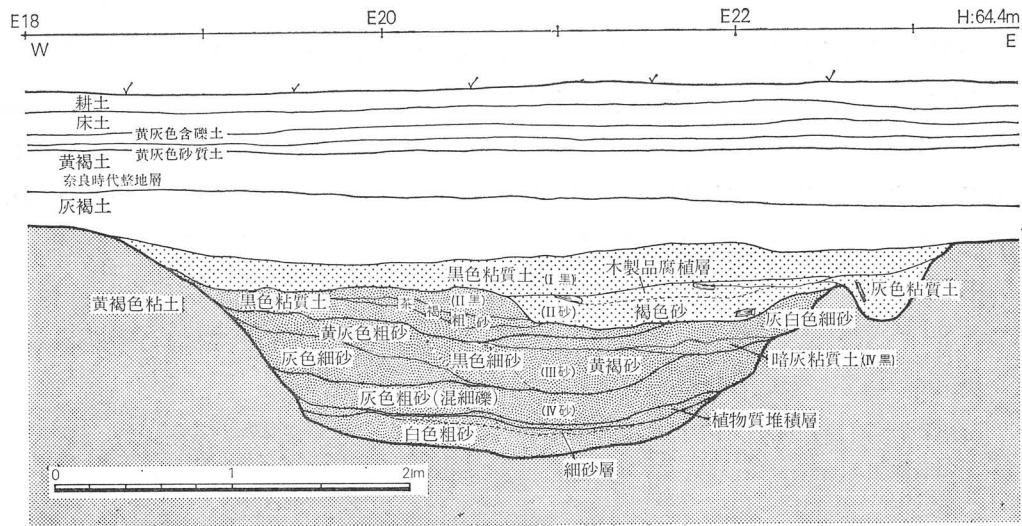 E18 E20 E22 H:64.4m
W E
耕土
床土
黄灰色含礫土
黄褐土 黄灰色砂質土
奈良時代整地層
灰褐土
木製品腐植層
黒色粘質土(I黒)
灰色粘質土
黄褐色粘土
黒色粘質土 茶褐粗砂 (II黒)
(II砂) 褐色砂
灰白色細砂
黄灰色粗砂
灰色細砂 黒色細砂 (III砂) 黄褐砂
暗灰粘質土(IV黒)
灰色粗砂(混細礫) (IV砂)
植物質堆積層
白色粗砂
細砂層
0 1 2m